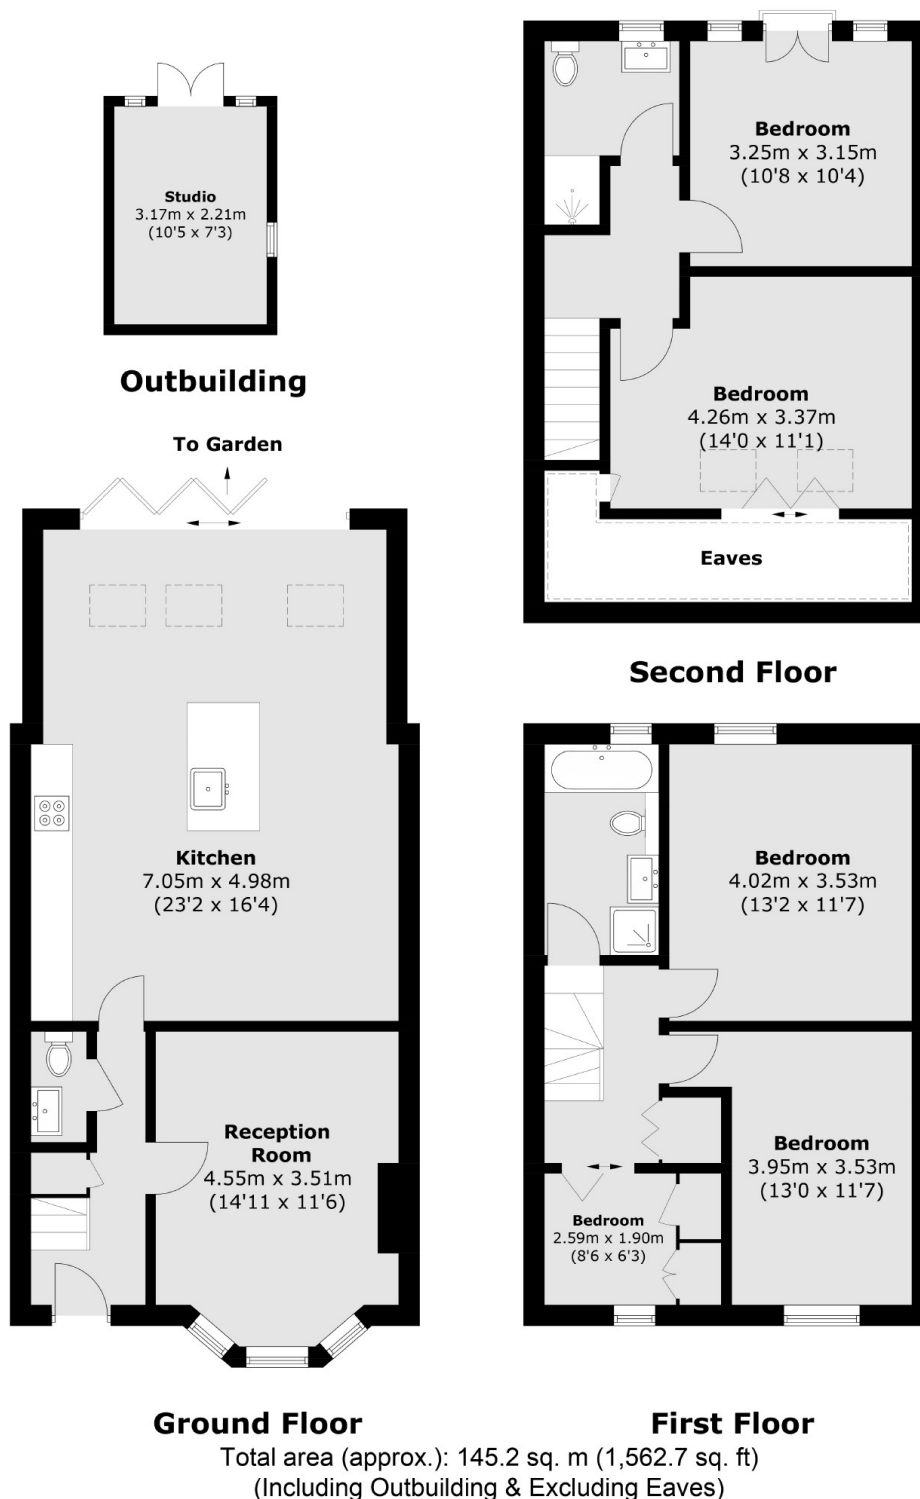 Studio
3.17m x 2.21m
(10'5 x 7'3)
Outbuilding
Bedroom
3.25m x 3.15m
(10'8 x 10'4)
Bedroom
4.26m x 3.37m
(14'0 x 11'1)
Eaves
Second Floor
To Garden
Kitchen
7.05m x 4.98m
(23'2 x 16'4)
Reception
Room
4.55m x 3.51m
(14'11 x 11'6)
Ground Floor
Bedroom
4.02m x 3.53m
(13'2 x 11'7)
Bedroom
3.95m x 3.53m
(13'0 x 11'7)
Bedroom
2.59m x 1.90m
(8'6 x 6'3)
First Floor
Total area (approx.): 145.2 sq. m (1,562.7 sq. ft)
(Including Outbuilding & Excluding Eaves)